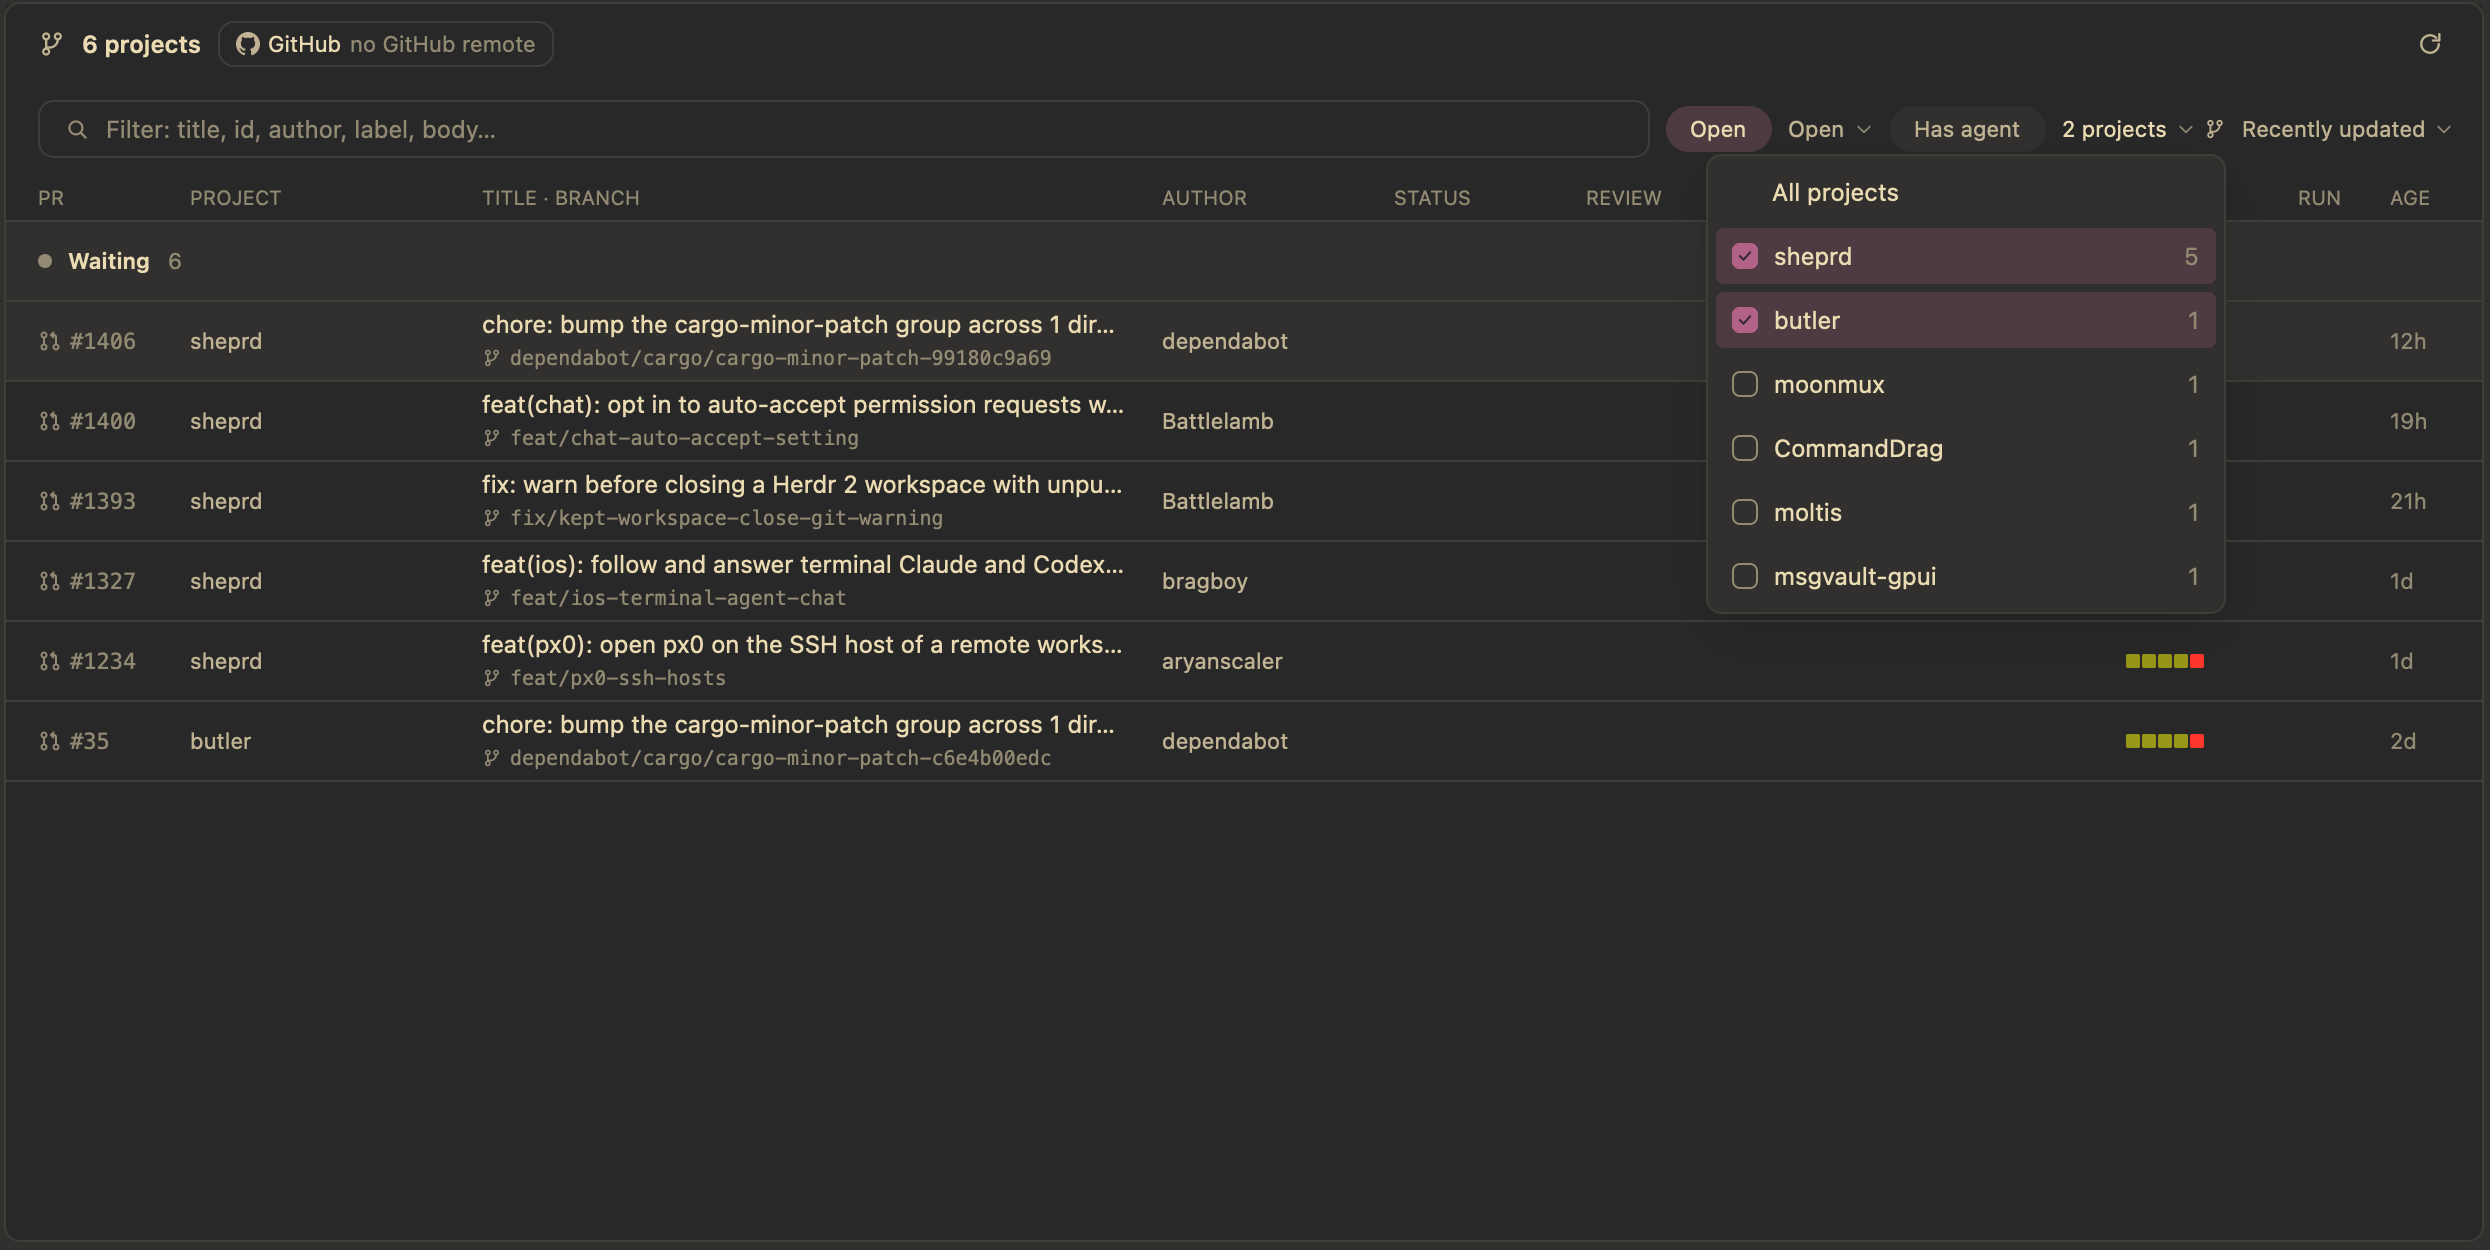 6 projects GitHub no GitHub remote
Filter: title, id, author, label, body... Open Open Has agent 2 projects Recently updated
PR PROJECT TITLE · BRANCH AUTHOR STATUS REVIEW RUN AGE
All projects
sheprd 5
butler 1
moonmux 1
CommandDrag 1
moltis 1
msgvault-gpui 1
Waiting 6
#1406 sheprd chore: bump the cargo-minor-patch group across 1 dir... dependabot 12h
dependabot/cargo/cargo-minor-patch-99180c9a69
#1400 sheprd feat(chat): opt in to auto-accept permission requests w... Battlelamb 19h
feat/chat-auto-accept-setting
#1393 sheprd fix: warn before closing a Herdr 2 workspace with unpu... Battlelamb 21h
fix/kept-workspace-close-git-warning
#1327 sheprd feat(ios): follow and answer terminal Claude and Codex... bragboy 1d
feat/ios-terminal-agent-chat
#1234 sheprd feat(px0): open px0 on the SSH host of a remote works... aryanscaler 1d
feat/px0-ssh-hosts
#35 butler chore: bump the cargo-minor-patch group across 1 dir... dependabot 2d
dependabot/cargo/cargo-minor-patch-c6e4b00edc